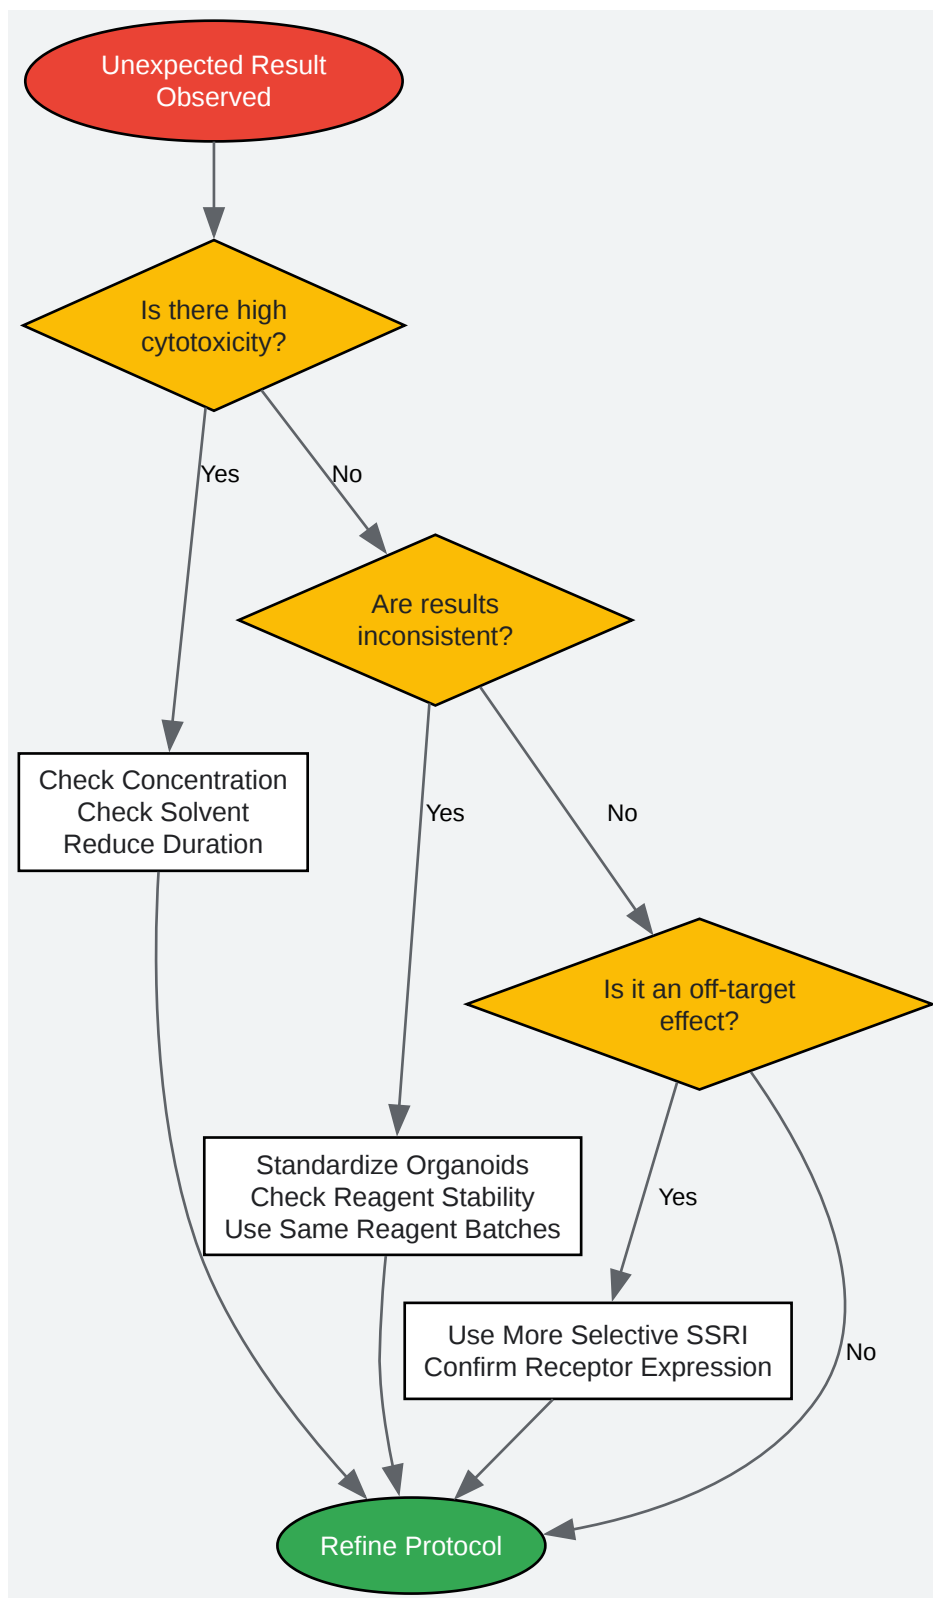 Unexpected Result
Observed
Is there high
cytotoxicity?
Yes
No
Are results
inconsistent?
Check Concentration
Check Solvent
Reduce Duration
Yes
No
Is it an off-target
effect?
Standardize Organoids
Check Reagent Stability
Use Same Reagent Batches
Yes
Use More Selective SSRI
Confirm Receptor Expression
No
Refine Protocol